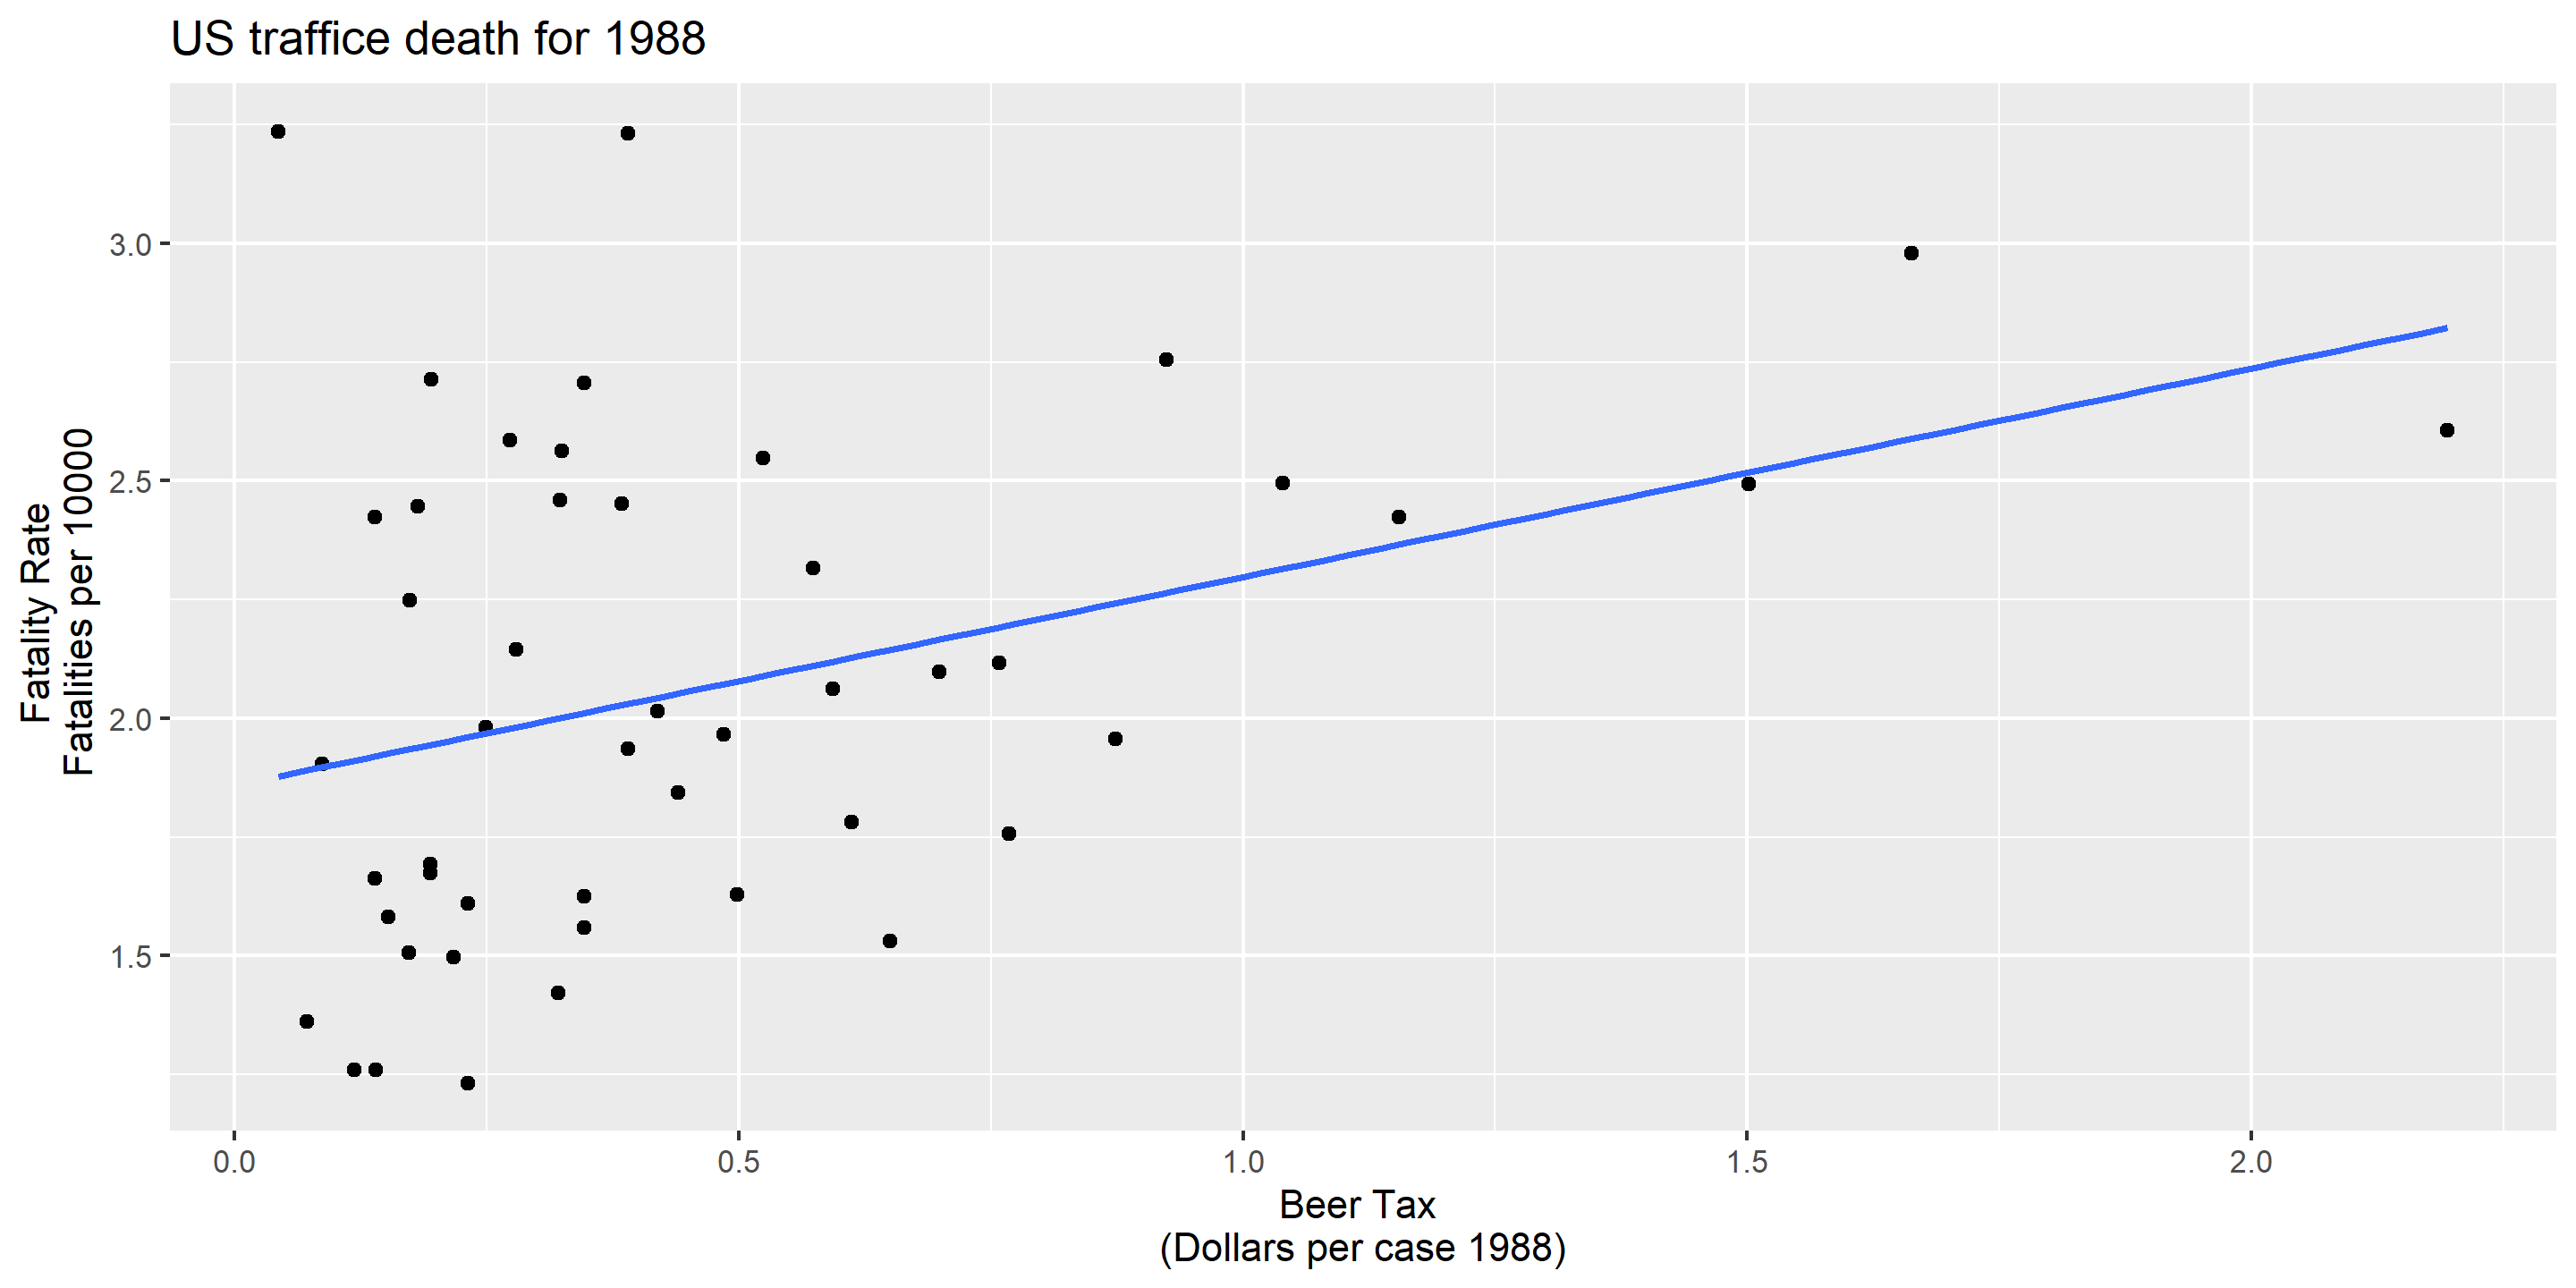 US traffice death for 1988
Fatality Rate
Fatalities per 10000
3.0
2.5
2.0
1.5
0.0 0.5 1.0 1.5 2.0
Beer Tax
(Dollars per case 1988)